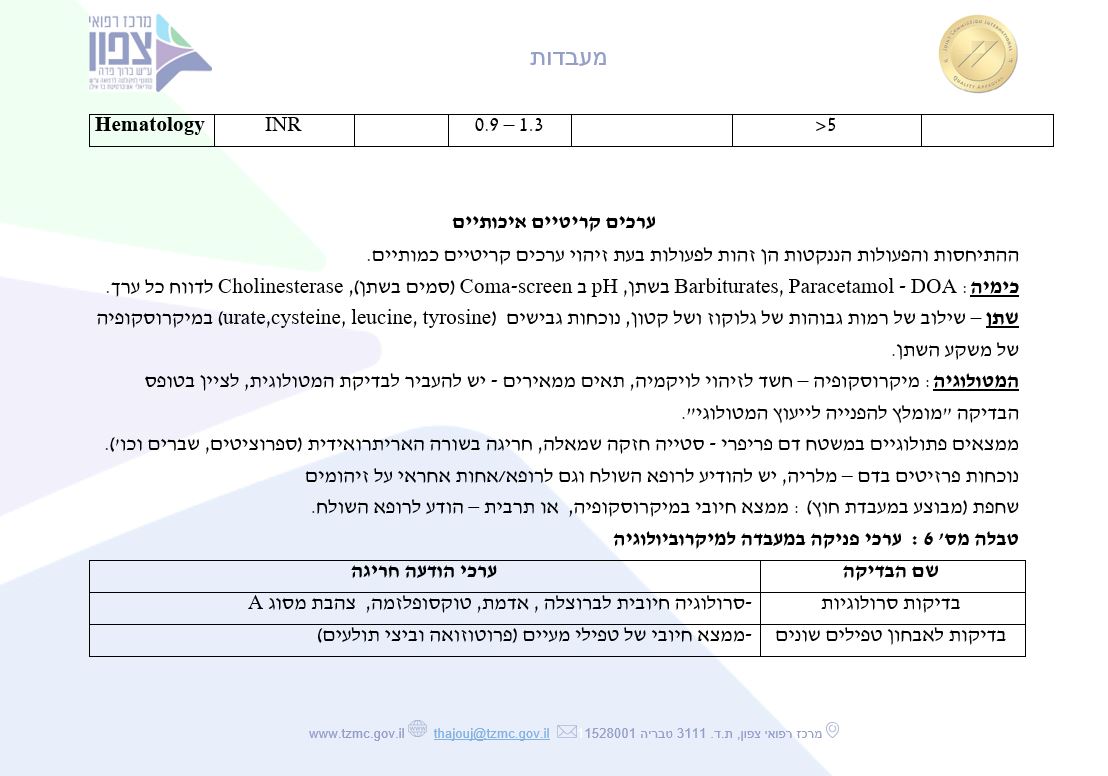 מרכז רפואי
צפון
ע״ש ברוך פדה
מעבדות
Hematology INR 0.9 – 1.3 >5
ערכים קריטיים איכותיים
ההתיחסות והפעולות הננקטות הן זהות לפעולות בעת זיהוי ערכים קריטיים כמותיים.
כימיה : Barbiturates, Paracetamol - DOA בשתן, pH ב Coma-screen (סמים בשתן), Cholinesterase לדווח כל ערך.
שתן – שילוב של רמות גבוהות של גלוקוז ושל קטון, נוכחות גבישים (urate,cysteine, leucine, tyrosine) במיקרוסקופיה
של משקע השתן.
המטולוגיה : מיקרוסקופיה – חשד לזיהוי לויקמיה, תאים ממאירים - יש להעביר לבדיקת המטולוגית, לציין בטופס
הבדיקה ״מומלץ להפנייה לייעוץ המטולוגי״.
ממצאים פתולוגיים במשטח דם פריפרי - סטייה חזקה שמאלה, חריגה בשורה האריתרואידית (ספרוציטים, שברים וכו׳).
נוכחות פרזיטים בדם – מלריה, יש להודיע לרופא השולח וגם לרופא/אחות אחראי על זיהומים
שחפת (מבוצע במעבדת חוץ) : ממצא חיובי במיקרוסקופיה, או תרבית – הודע לרופא השולח.
טבלה מס׳ 6 : ערכי פניקה במעבדה למיקרוביולוגיה
שם הבדיקה ערכי הודעה חריגה
בדיקות סרולוגיות -סרולוגיה חיובית לברוצלה , אדמת, טוקסופלזמה, צהבת מסוג A
בדיקות לאבחון טפילים שונים -ממצא חיובי של טפילי מעיים (פרוטוזואה וביצי תולעים)
מרכז רפואי צפון, ת.ד. 3111 טבריה 1528001 thajouj@tzmc.gov.il www.tzmc.gov.il